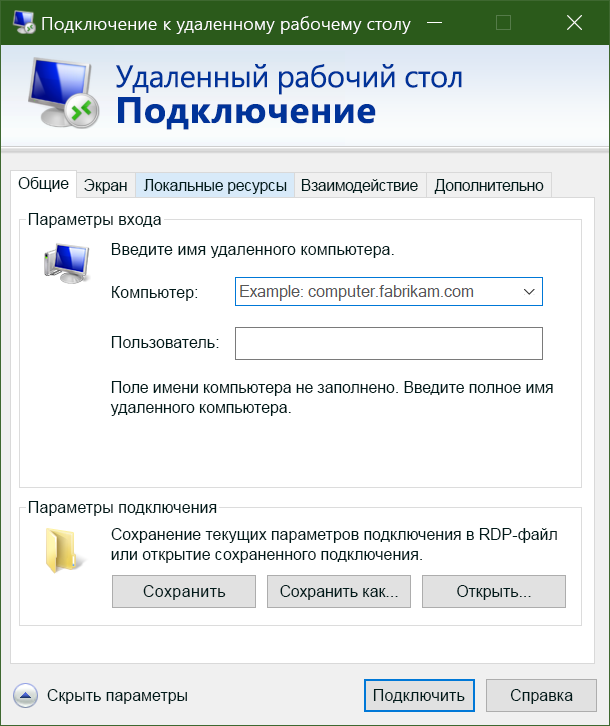 Подключение к удаленному рабочему столу
Удаленный рабочий стол
Подключение
Общие Экран Локальные ресурсы Взаимодействие Дополнительно
Параметры входа
Введите имя удаленного компьютера.
Компьютер: Example: computer.fabrikam.com
Пользователь:
Поле имени компьютера не заполнено. Введите полное имя
удаленного компьютера.
Параметры подключения
Сохранение текущих параметров подключения в RDP-файл
или открытие сохраненного подключения.
Сохранить Сохранить как... Открыть...
Скрыть параметры Подключить Справка